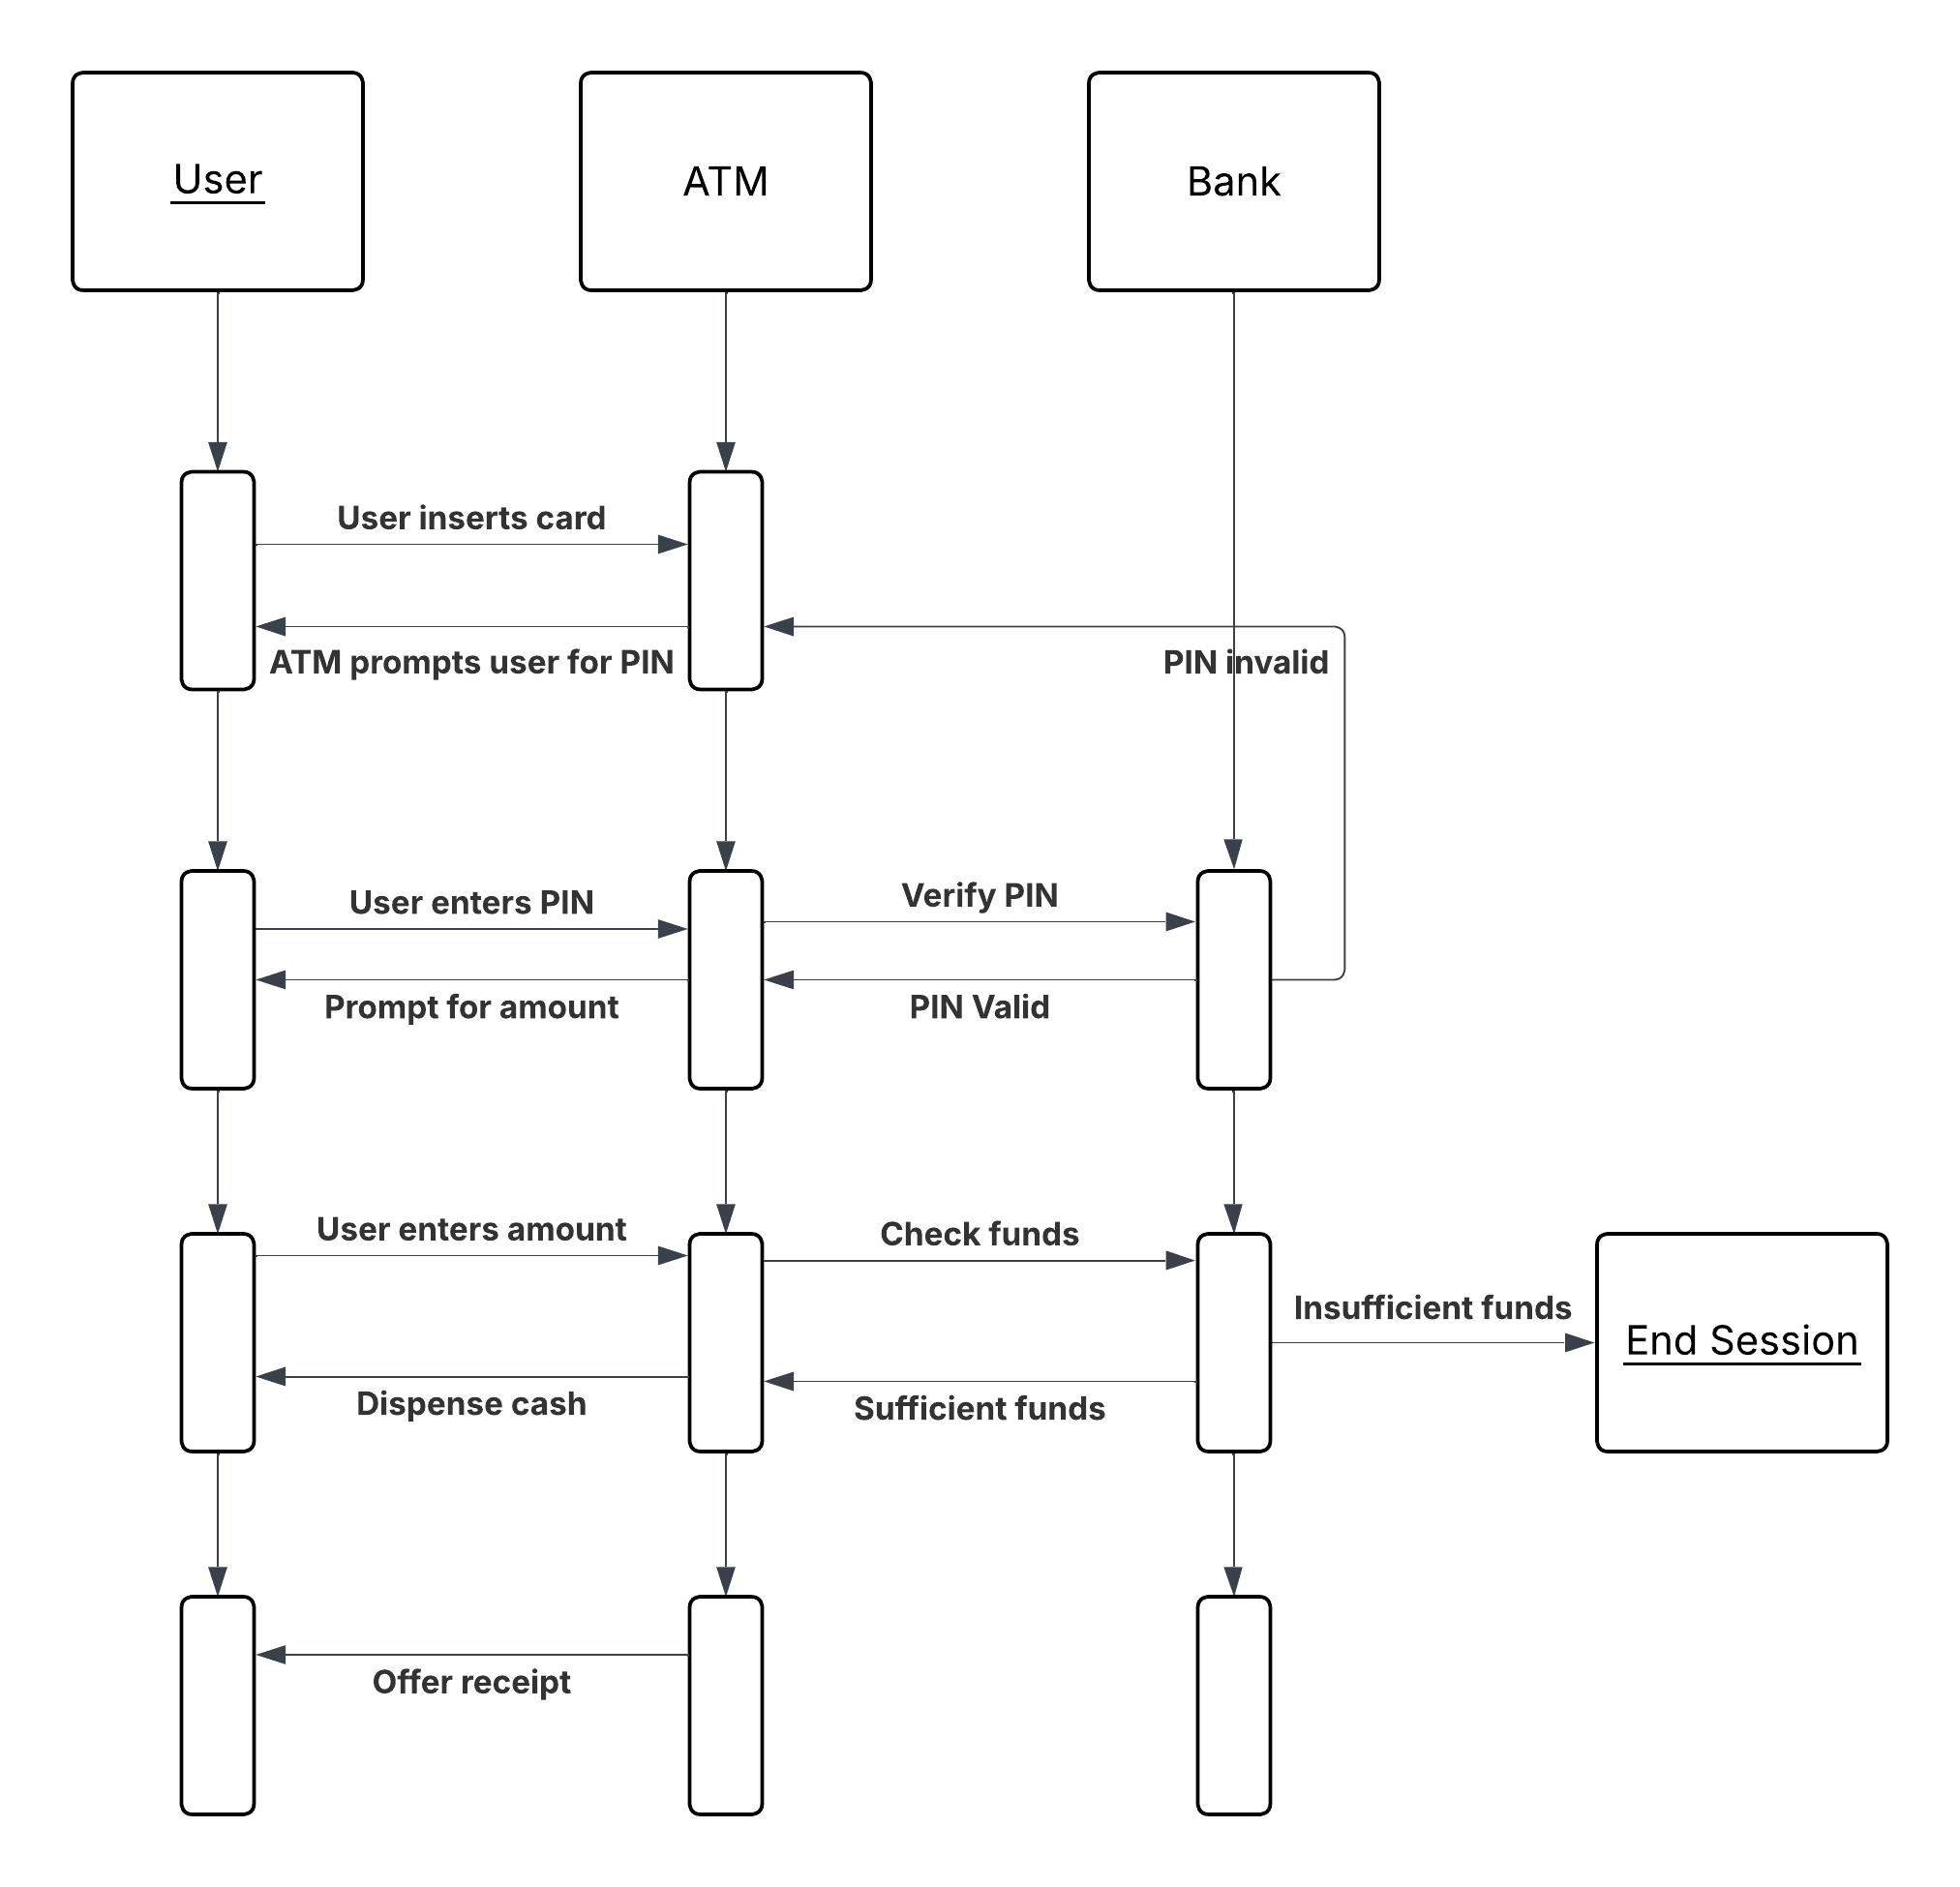 User
ATM
Bank
User inserts card
ATM prompts user for PIN
PIN invalid
User enters PIN
Verify PIN
Prompt for amount
PIN Valid
User enters amount
Check funds
Insufficient funds
End Session
Dispense cash
Sufficient funds
Offer receipt